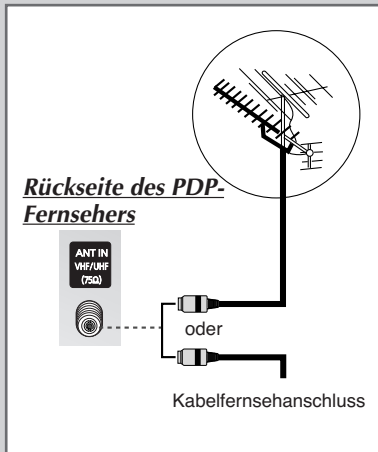 Rückseite des PDP-
Fernsehers
ANT IN
VHF/UHF
(75Ω)
oder
Kabelfernsehanschluss